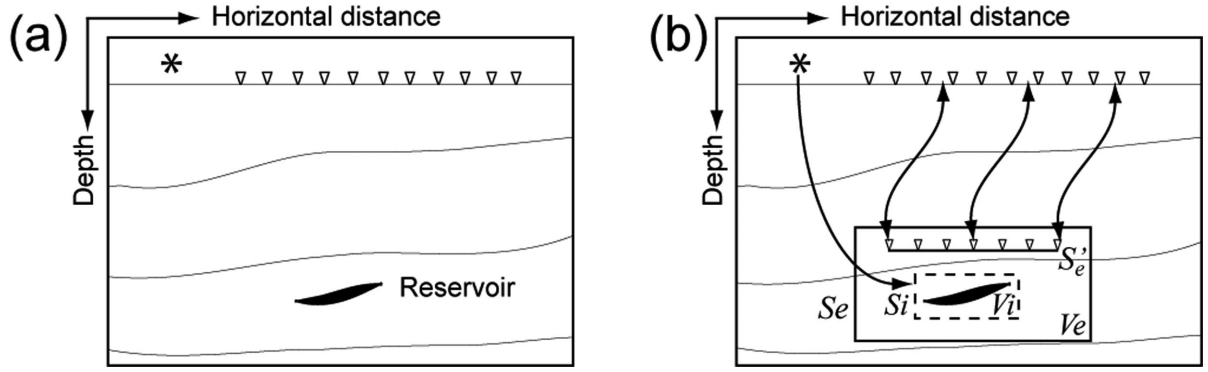 (a)
Horizontal distance
*
Depth
Reservoir
(b)
Horizontal distance
*
Depth
S'e
Se
Si
Vi
Ve